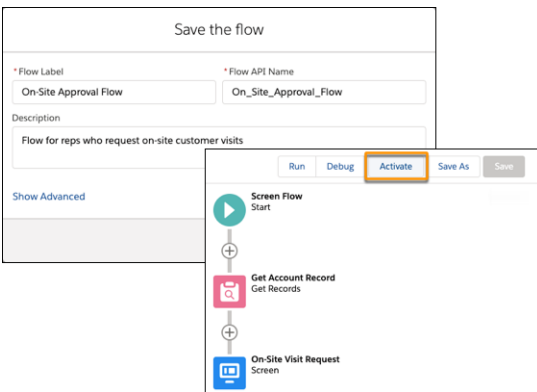 Save the flow
* Flow Label
* Flow API Name
On-Site Approval Flow
On_Site_Approval_Flow
Description
Flow for reps who request on-site customer visits
Show Advanced
Run Debug Activate Save As Save
Screen Flow
Start
Get Account Record
Get Records
On-Site Visit Request
Screen